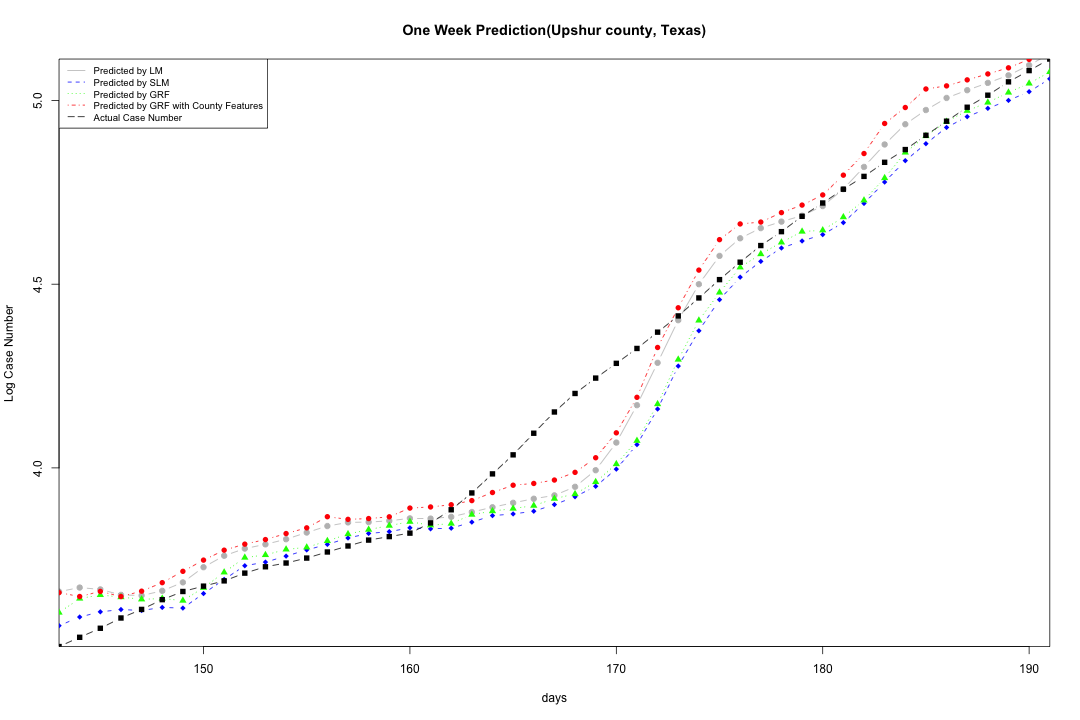 One Week Prediction(Upshur county, Texas)
Predicted by LM
Predicted by SLM
Predicted by GRF
Predicted by GRF with County Features
Actual Case Number
5.0
4.5
4.0
Log Case Number
150 160 170 180 190
days